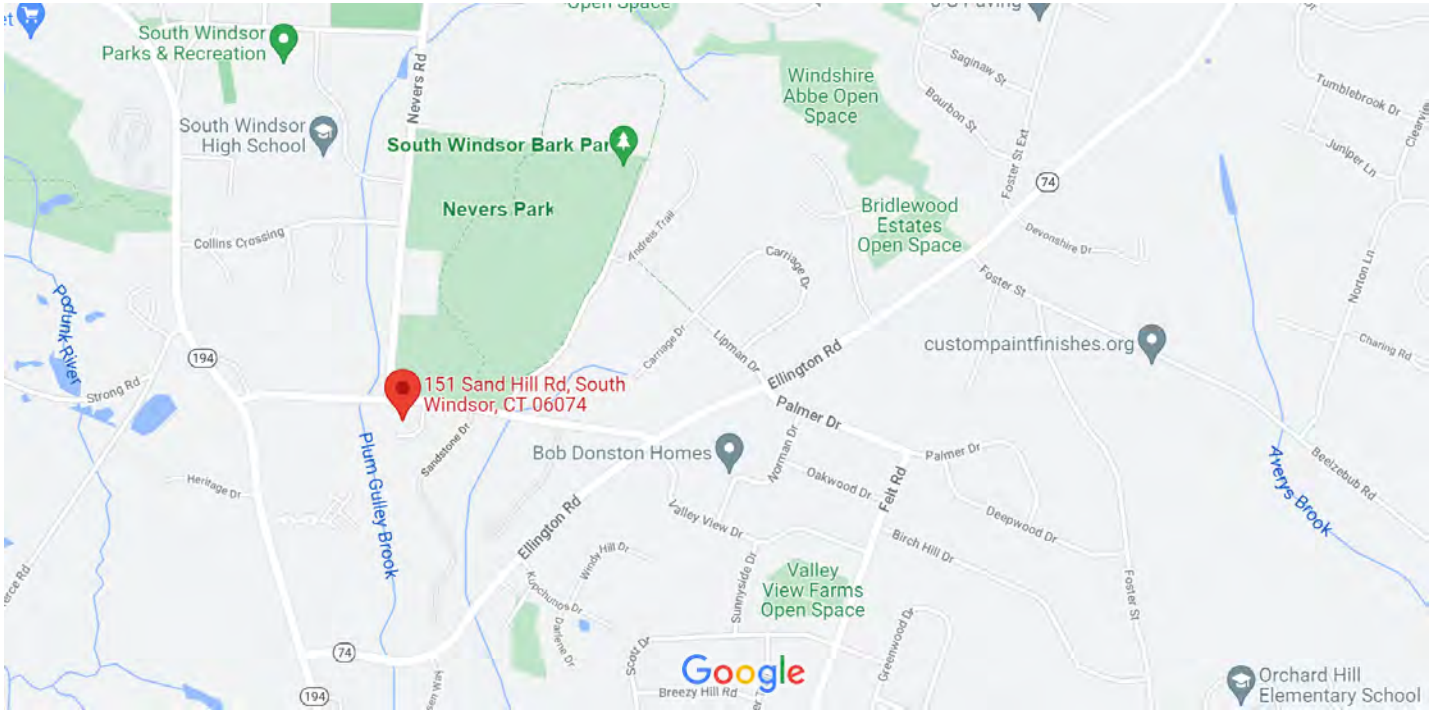 Open Space
South Windsor
Parks & Recreation
Nevers Rd
Saginaw St
Bourbon St
Foster St Ext
Windshire
Abbe Open
Space
Tumblebrook Dr
Juniper Ln
South Windsor
High School
South Windsor Bark Par
74
Nevers Park
Bridlewood
Estates
Open Space
Collins Crossing
Andreis Trail
Carriage Dr
Devonshire Dr
Norton Ln
Foster St
Podunk River
194
Carriage Dr
Lipman Dr
Ellington Rd
custompaintfinishes.org
Charing Rd
Strong Rd
151 Sand Hill Rd, South
Windsor, CT 06074
Palmer Dr
Plum Gulley Brook
Sandstone Dr
Bob Donston Homes
Norman Dr
Palmer Dr
Beelzebub Rd
Averys Brook
Heritage Dr
Oakwood Dr
Felt Rd
Ellington Rd
Valley View Dr
Deepwood Dr
Birch Hill Dr
Windy Hill Dr
Valley
View Farms
Open Space
Sunnyside Dr
Foster St
Kupchunos Dr
Darlene Dr
Greenwood Dr
74
Scott Dr
Google
Breezy Hill Rd
194
Orchard Hill
Elementary School